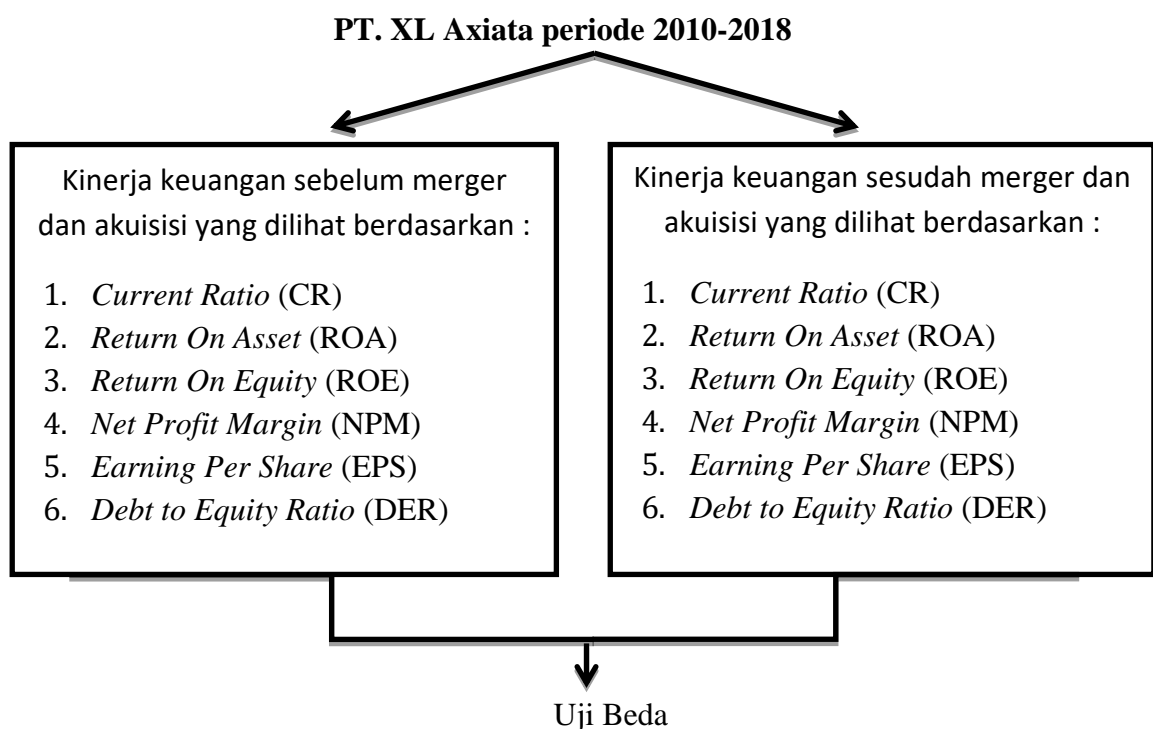 PT. XL Axiata periode 2010-2018
Kinerja keuangan sebelum merger
dan akuisisi yang dilihat berdasarkan :
1. Current Ratio (CR)
2. Return On Asset (ROA)
3. Return On Equity (ROE)
4. Net Profit Margin (NPM)
5. Earning Per Share (EPS)
6. Debt to Equity Ratio (DER)
Kinerja keuangan sesudah merger dan
akuisisi yang dilihat berdasarkan :
1. Current Ratio (CR)
2. Return On Asset (ROA)
3. Return On Equity (ROE)
4. Net Profit Margin (NPM)
5. Earning Per Share (EPS)
6. Debt to Equity Ratio (DER)
Uji Beda